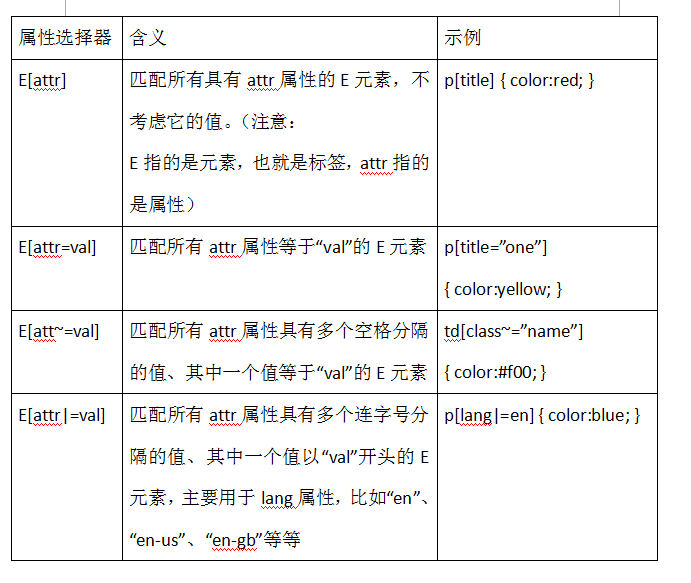 属性选择器 含义 示例
E[attr] 匹配所有具有 attr 属性的 E 元素，不 p[title] { color:red; }
考虑它的值。（注意：
E 指的是元素，也就是标签，attr 指的
是属性）
E[attr=val] 匹配所有 attr 属性等于“val”的 E 元素 p[title=”one”]
{ color:yellow; }
E[att~=val] 匹配所有 attr 属性具有多个空格分隔 td[class~=”name”]
的值、其中一个值等于“val”的 E 元素 { color:#f00; }
E[attr|=val] 匹配所有 attr 属性具有多个连字号分 p[lang|=en] { color:blue; }
隔的值、其中一个值以“val”开头的 E
元素，主要用于 lang 属性，比如“en”、
“en-us”、“en-gb”等等